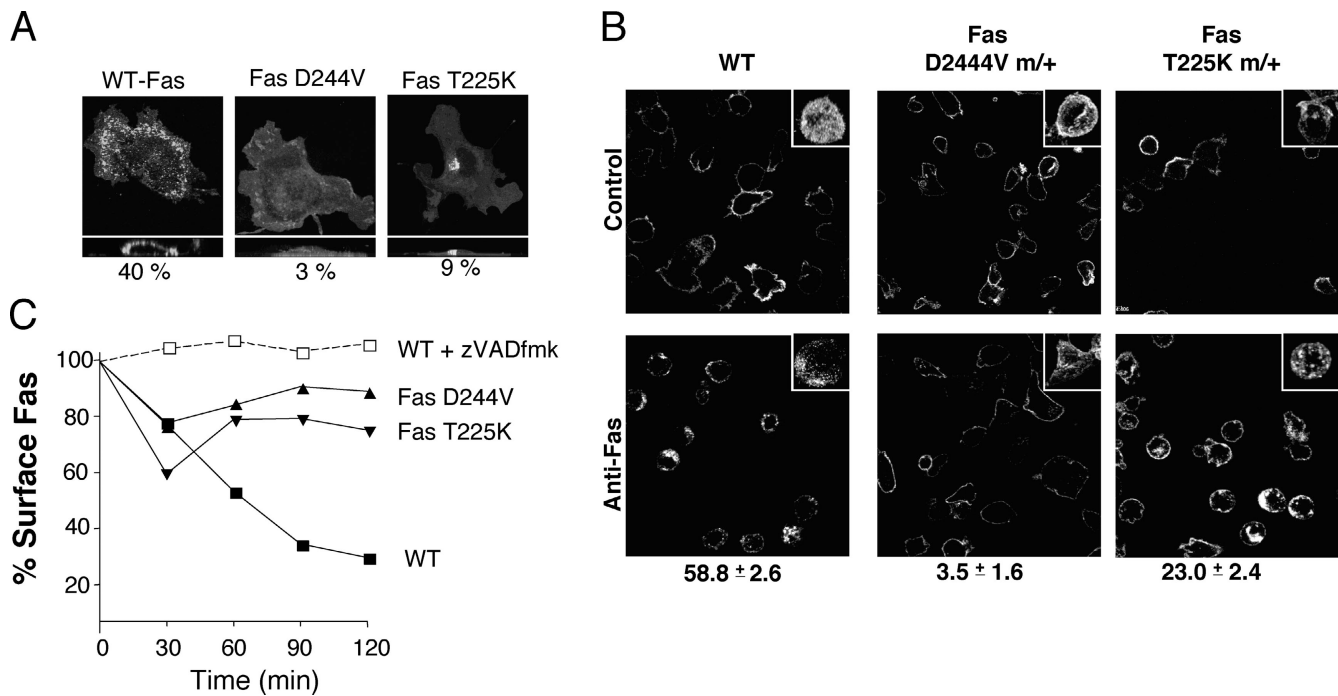 A
WT-Fas
Fas D244V
Fas T225K
40 %
3 %
9 %
B
WT
Fas
D2444V m/+
Fas
T225K m/+
Control
Anti-Fas
58.8 ± 2.6
3.5 ± 1.6
23.0 ± 2.4
C
% Surface Fas
100
80
60
40
20
0
30
60
90
120
Time (min)
WT + zVADfmk
Fas D244V
Fas T225K
WT